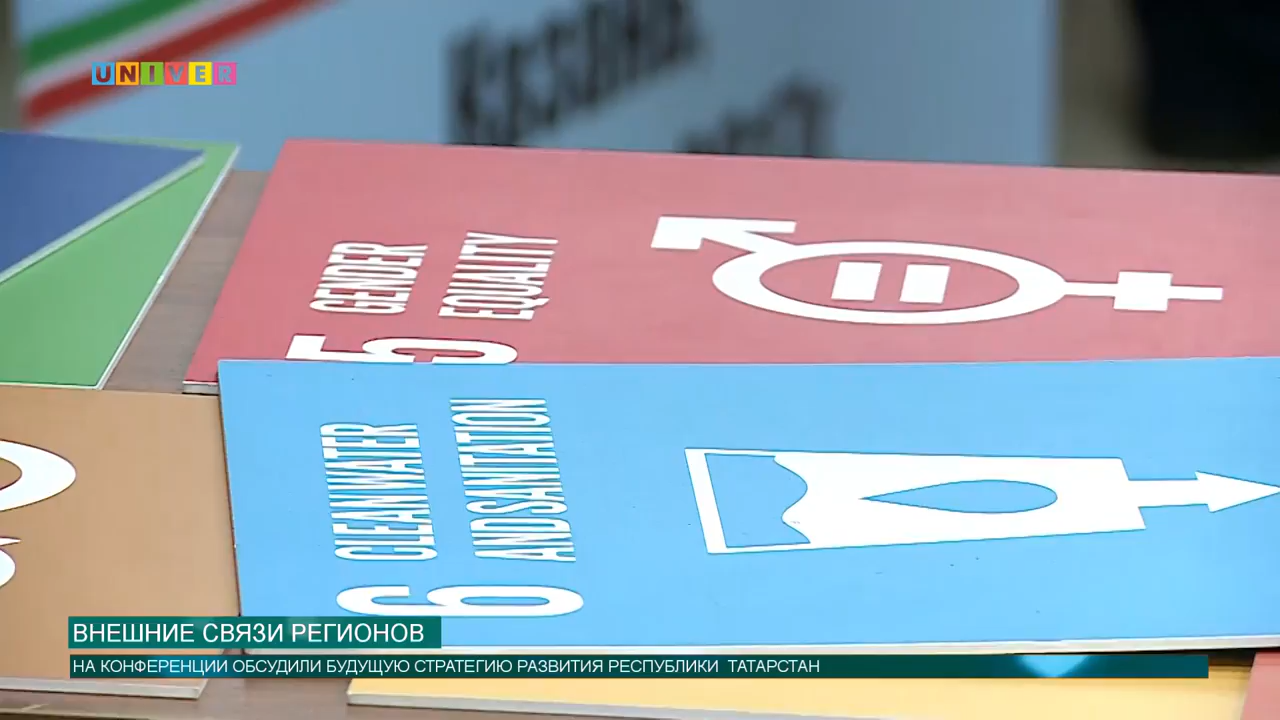 UNIVER
5 GENDER
EQUALITY
6 CLEAN WATER
AND SANITATION
ВНЕШНИЕ СВЯЗИ РЕГИОНОВ
НА КОНФЕРЕНЦИИ ОБСУДИЛИ БУДУЩУЮ СТРАТЕГИЮ РАЗВИТИЯ РЕСПУБЛИКИ ТАТАРСТАН